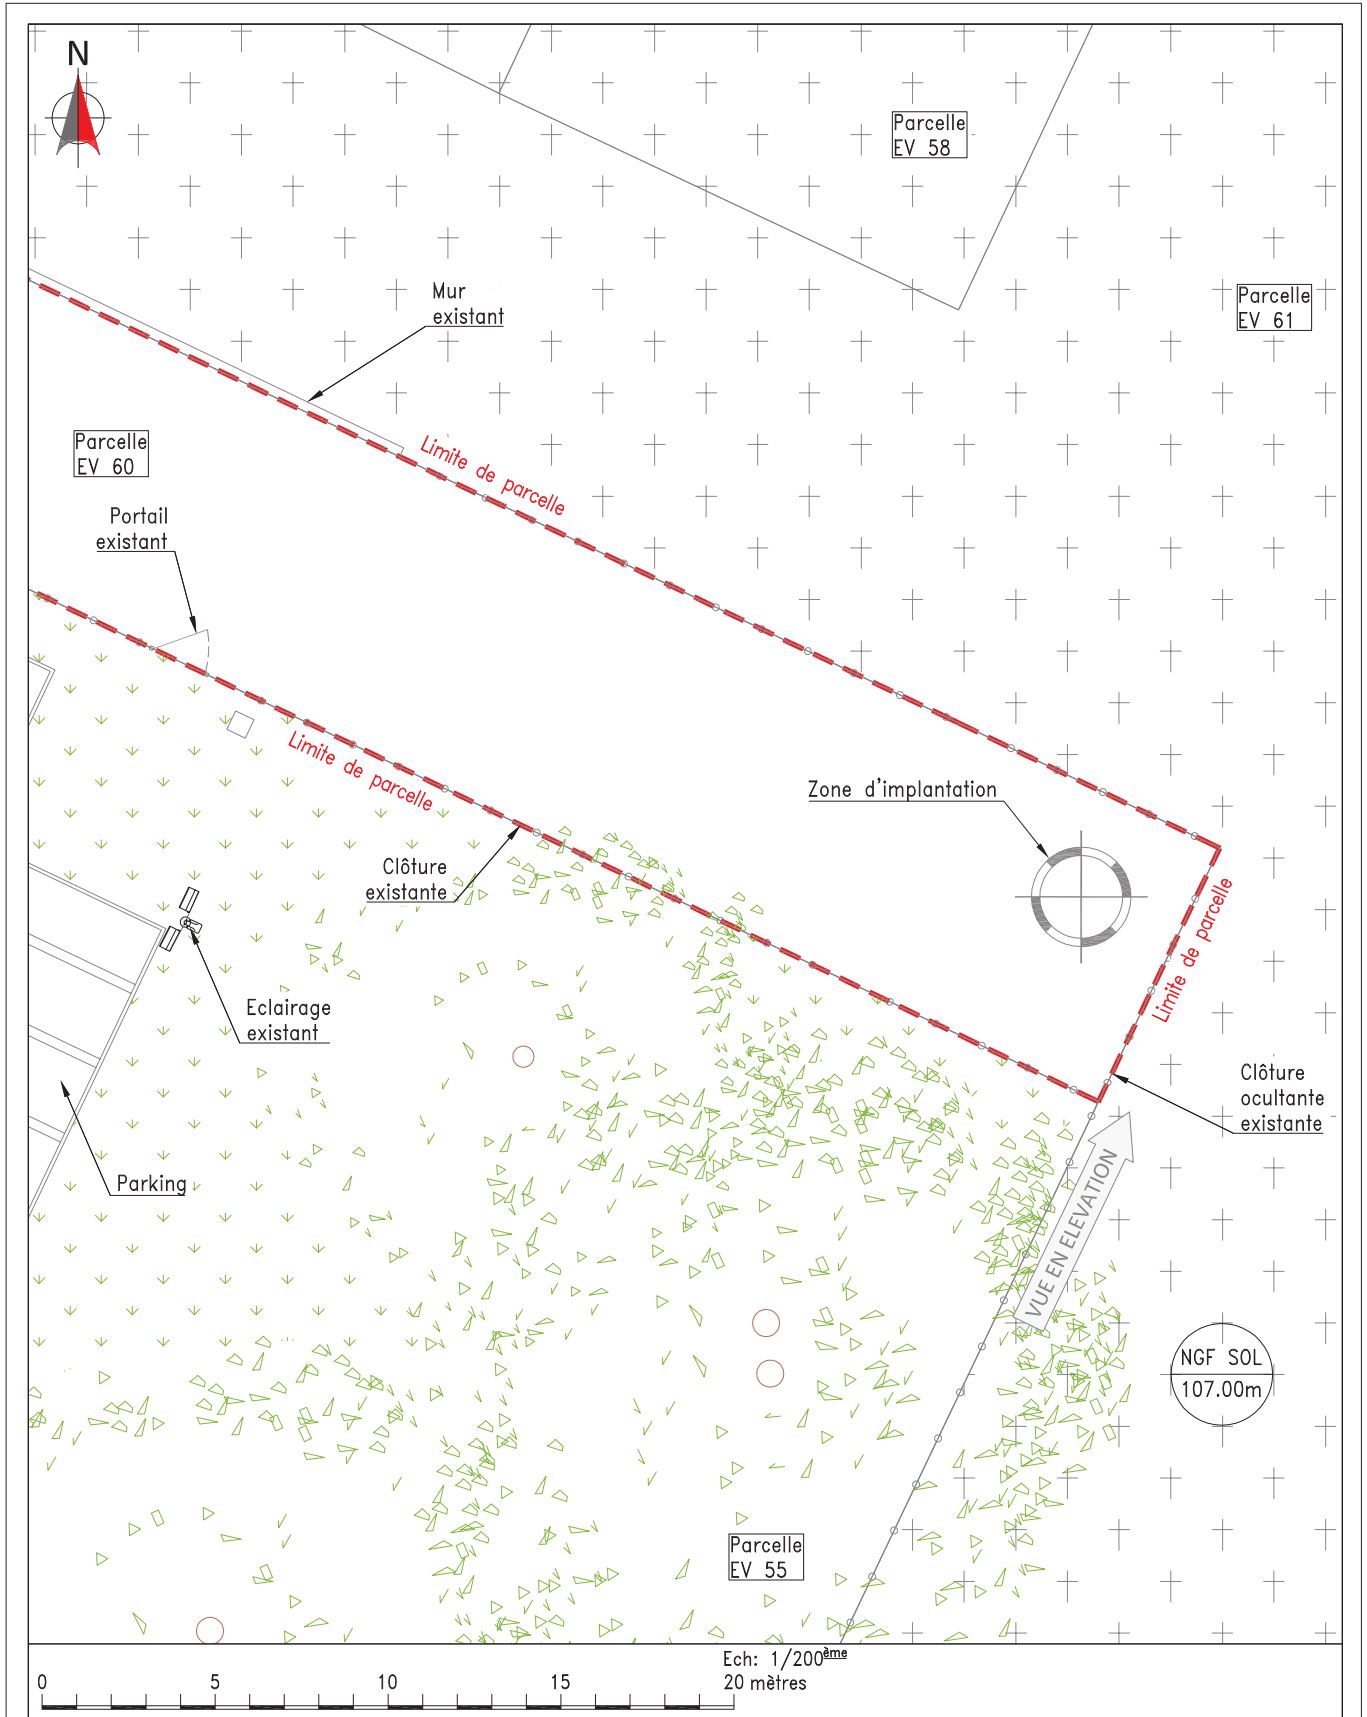 N
Parcelle
EV 58
Parcelle
EV 61
Mur
existant
Parcelle
EV 60
Limite de parcelle
Portail
existant
Limite de parcelle
Zone d'implantation
Clôture
existante
Limite de parcelle
Eclairage
existant
Clôture
ocultante
existante
Parking
VUE EN ELEVATION
NGF SOL
107.00m
Parcelle
EV 55
Ech: 1/200ème
0 5 10 15 20 mètres